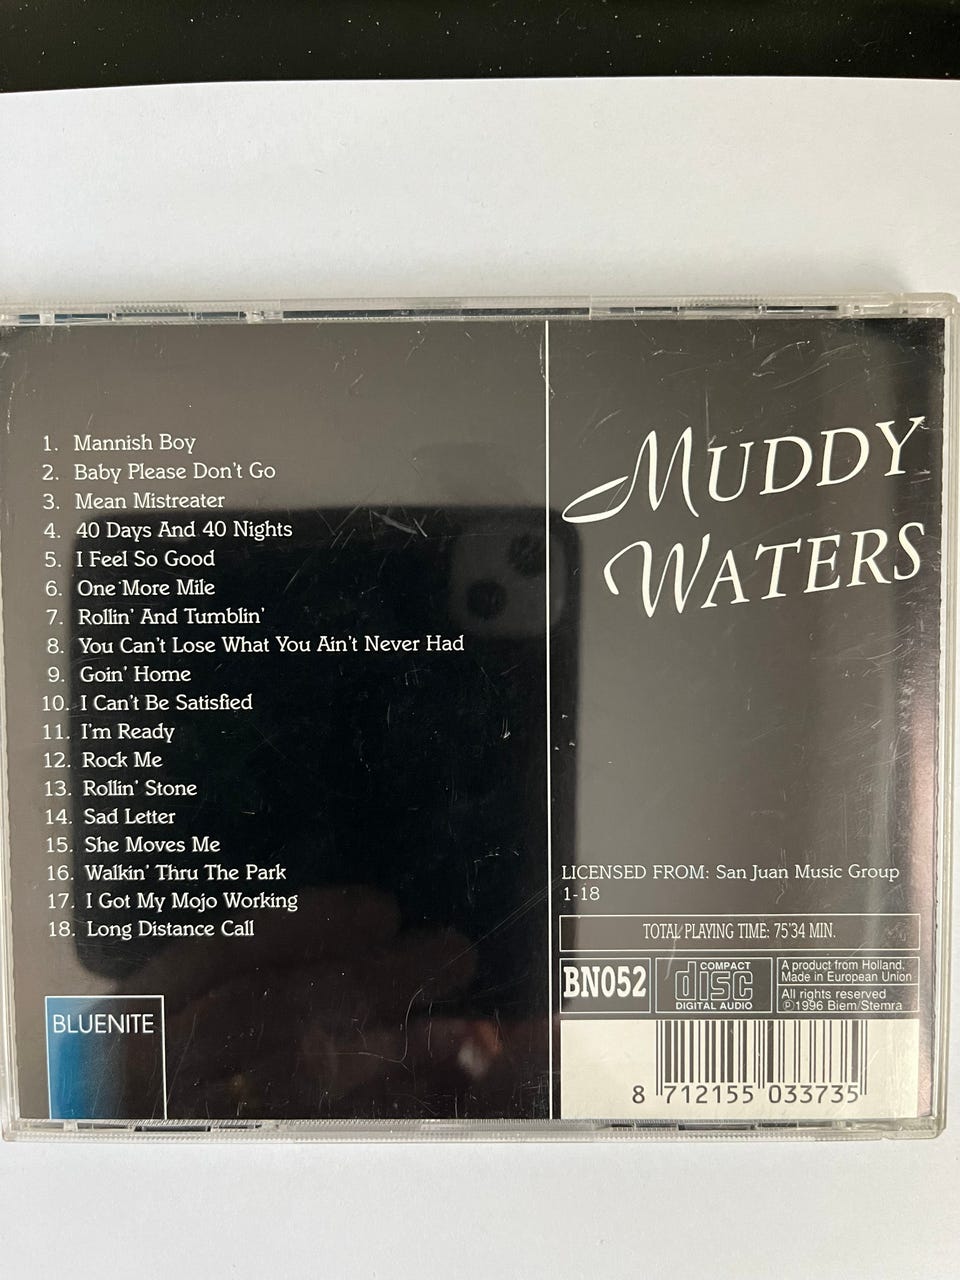 1. Mannish Boy
2. Baby Please Don't Go
3. Mean Mistreater
4. 40 Days And 40 Nights
5. I Feel So Good
6. One More Mile
7. Rollin' And Tumblin'
8. You Can't Lose What You Ain't Never Had
9. Goin' Home
10. I Can't Be Satisfied
11. I'm Ready
12. Rock Me
13. Rollin' Stone
14. Sad Letter
15. She Moves Me
16. Walkin' Thru The Park
17. I Got My Mojo Working
18. Long Distance Call
BLUENITE
MUDDY
WATERS
LICENSED FROM: San Juan Music Group
1-18
TOTAL PLAYING TIME: 75'34 MIN.
BN052
COMPACT
disc
DIGITAL AUDIO
A product from Holland.
Made in European Union
All rights reserved
℗1996 Biem/Stemra
8 712155 033735